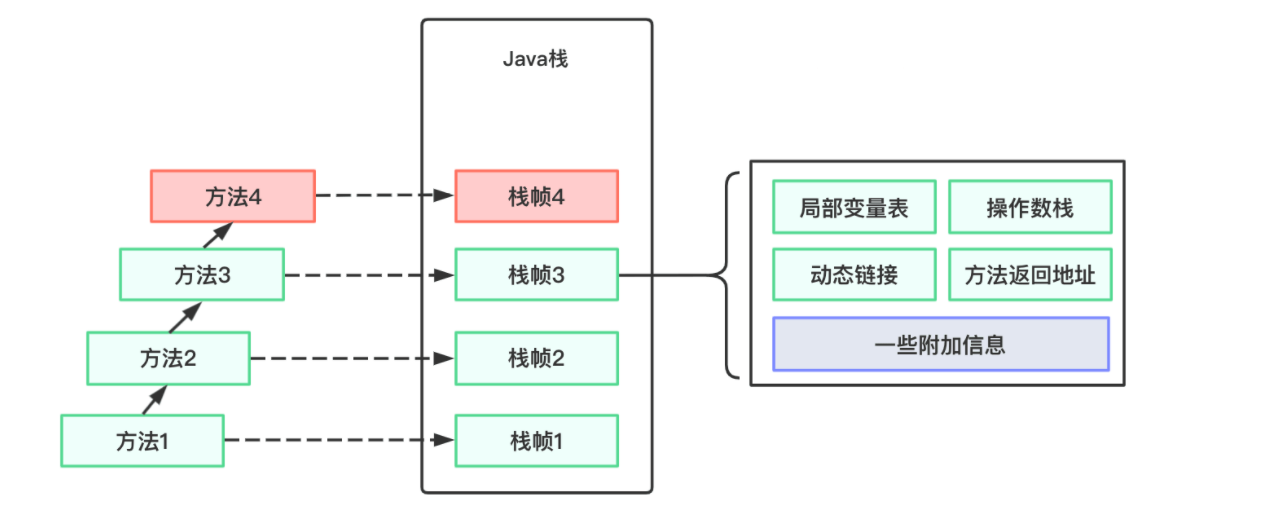 Java栈
方法4
栈帧4
方法3
栈帧3
方法2
栈帧2
方法1
栈帧1
局部变量表
操作数栈
动态链接
方法返回地址
一些附加信息